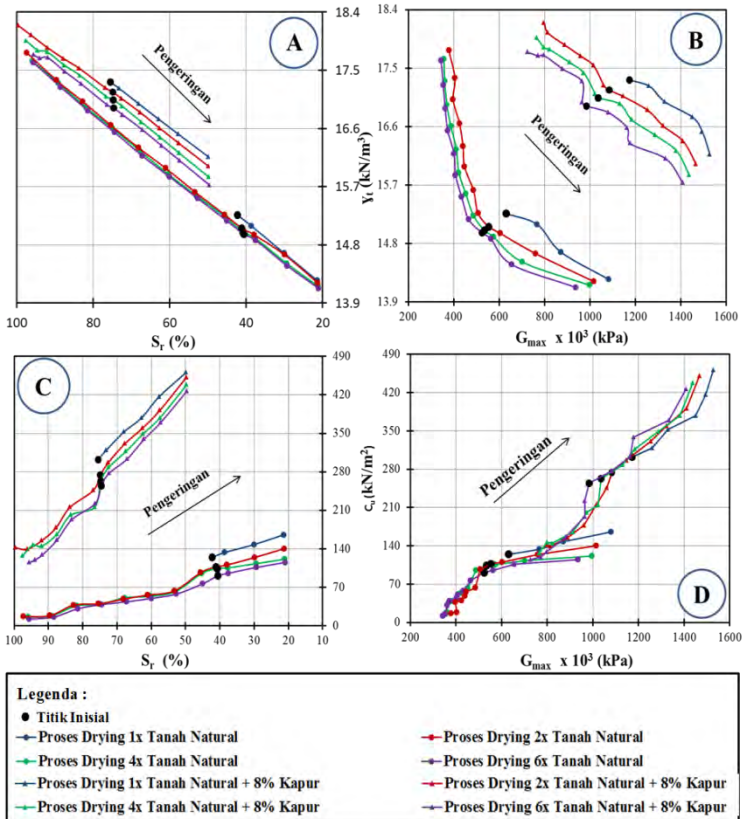 18.4
A
Pengeringan
17.5
16.6
15.7
14.8
13.9
γt (kN/m³)
100
80
60
40
20
Sr (%)
18.4
B
17.5
Pengeringan
16.6
15.7
14.8
13.9
200
400
600
800
1000
1200
1400
1600
Gmax x 10³ (kPa)
490
C
420
350
280
Pengeringan
210
140
70
0
100
90
80
70
60
50
40
30
20
Sr (%)
cu (kN/m²)
490
420
350
Pengeringan
280
210
140
D
70
0
200
400
600
800
1000
1200
1400
1600
Gmax x 10³ (kPa)
Legenda :
Titik Inisial
Proses Drying 1x Tanah Natural
Proses Drying 2x Tanah Natural
Proses Drying 4x Tanah Natural
Proses Drying 6x Tanah Natural
Proses Drying 1x Tanah Natural + 8% Kapur
Proses Drying 2x Tanah Natural + 8% Kapur
Proses Drying 4x Tanah Natural + 8% Kapur
Proses Drying 6x Tanah Natural + 8% Kapur